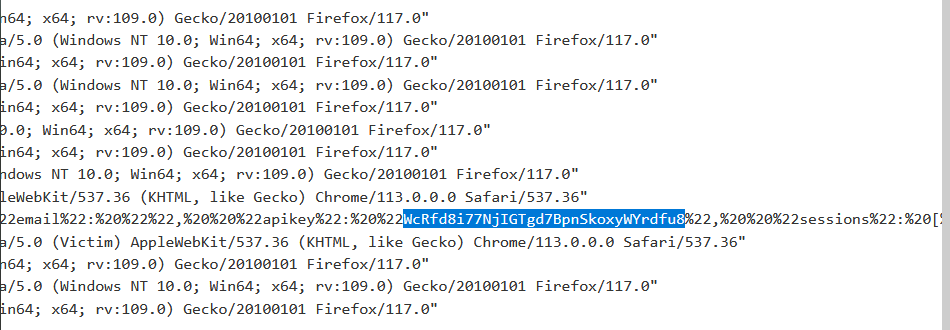 in64; x64; rv:109.0) Gecko/20100101 Firefox/117.0"
a/5.0 (Windows NT 10.0; Win64; x64; rv:109.0) Gecko/20100101 Firefox/117.0"
in64; x64; rv:109.0) Gecko/20100101 Firefox/117.0"
a/5.0 (Windows NT 10.0; Win64; x64; rv:109.0) Gecko/20100101 Firefox/117.0"
in64; x64; rv:109.0) Gecko/20100101 Firefox/117.0"
0.0; Win64; x64; rv:109.0) Gecko/20100101 Firefox/117.0"
in64; x64; rv:109.0) Gecko/20100101 Firefox/117.0"
ndows NT 10.0; Win64; x64; rv:109.0) Gecko/20100101 Firefox/117.0"
leWebKit/537.36 (KHTML, like Gecko) Chrome/113.0.0.0 Safari/537.36"
22email%22:%20%22%22,%20%20%22apikey%22:%20%22WcRfd8i77NjIGTgd7BpnSkoxyWYrdfu8%22,%20%20%22sessions%22:%20[%
a/5.0 (Victim) AppleWebKit/537.36 (KHTML, like Gecko) Chrome/113.0.0.0 Safari/537.36"
in64; x64; rv:109.0) Gecko/20100101 Firefox/117.0"
a/5.0 (Windows NT 10.0; Win64; x64; rv:109.0) Gecko/20100101 Firefox/117.0"
in64; x64; rv:109.0) Gecko/20100101 Firefox/117.0"